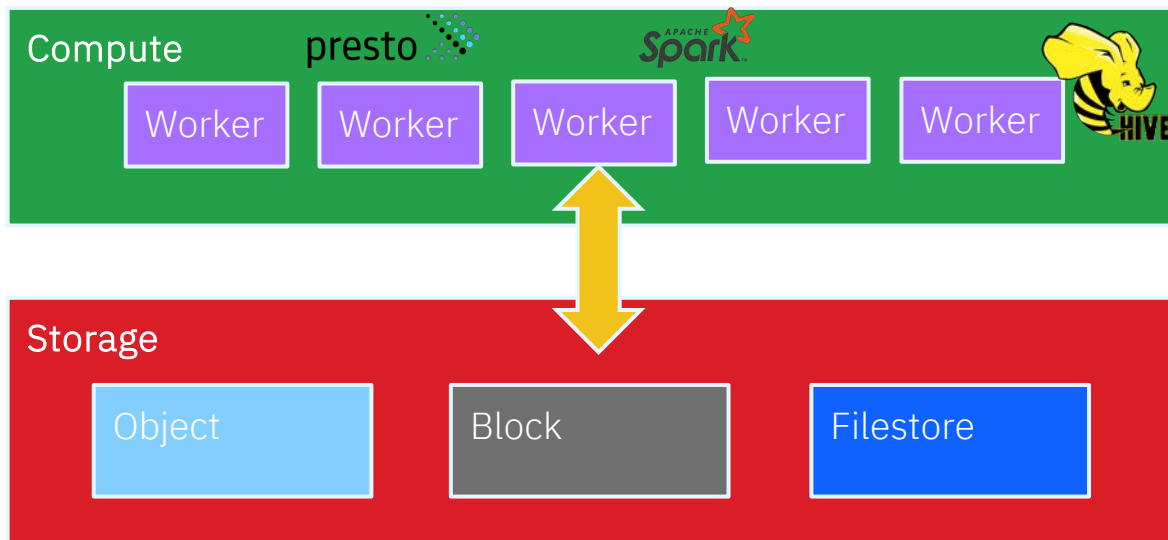 Compute
presto
APACHE
Spark
Worker
Worker
Worker
Worker
Worker
HIVE
Storage
Object
Block
Filestore